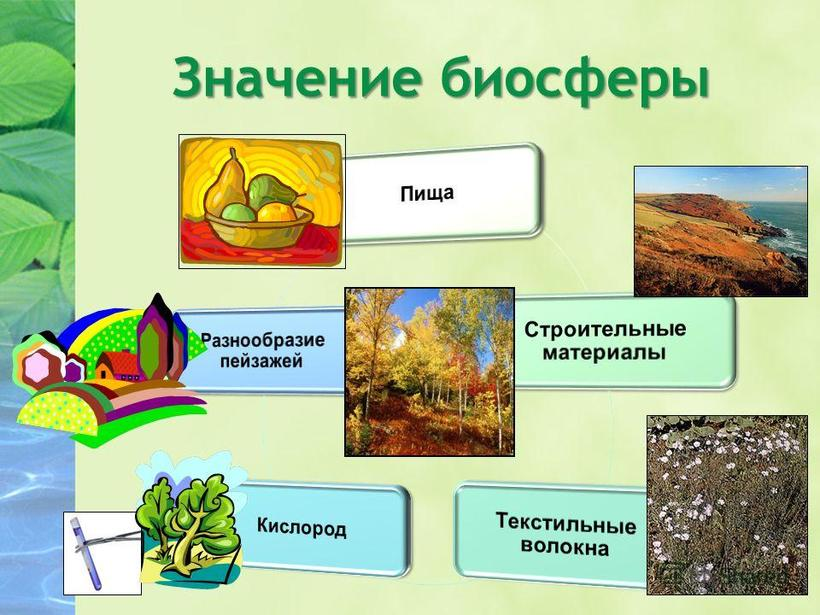 Значение биосферы
Пища
Разнообразие
пейзажей
Строительные
материалы
Кислород
Текстильные
волокна